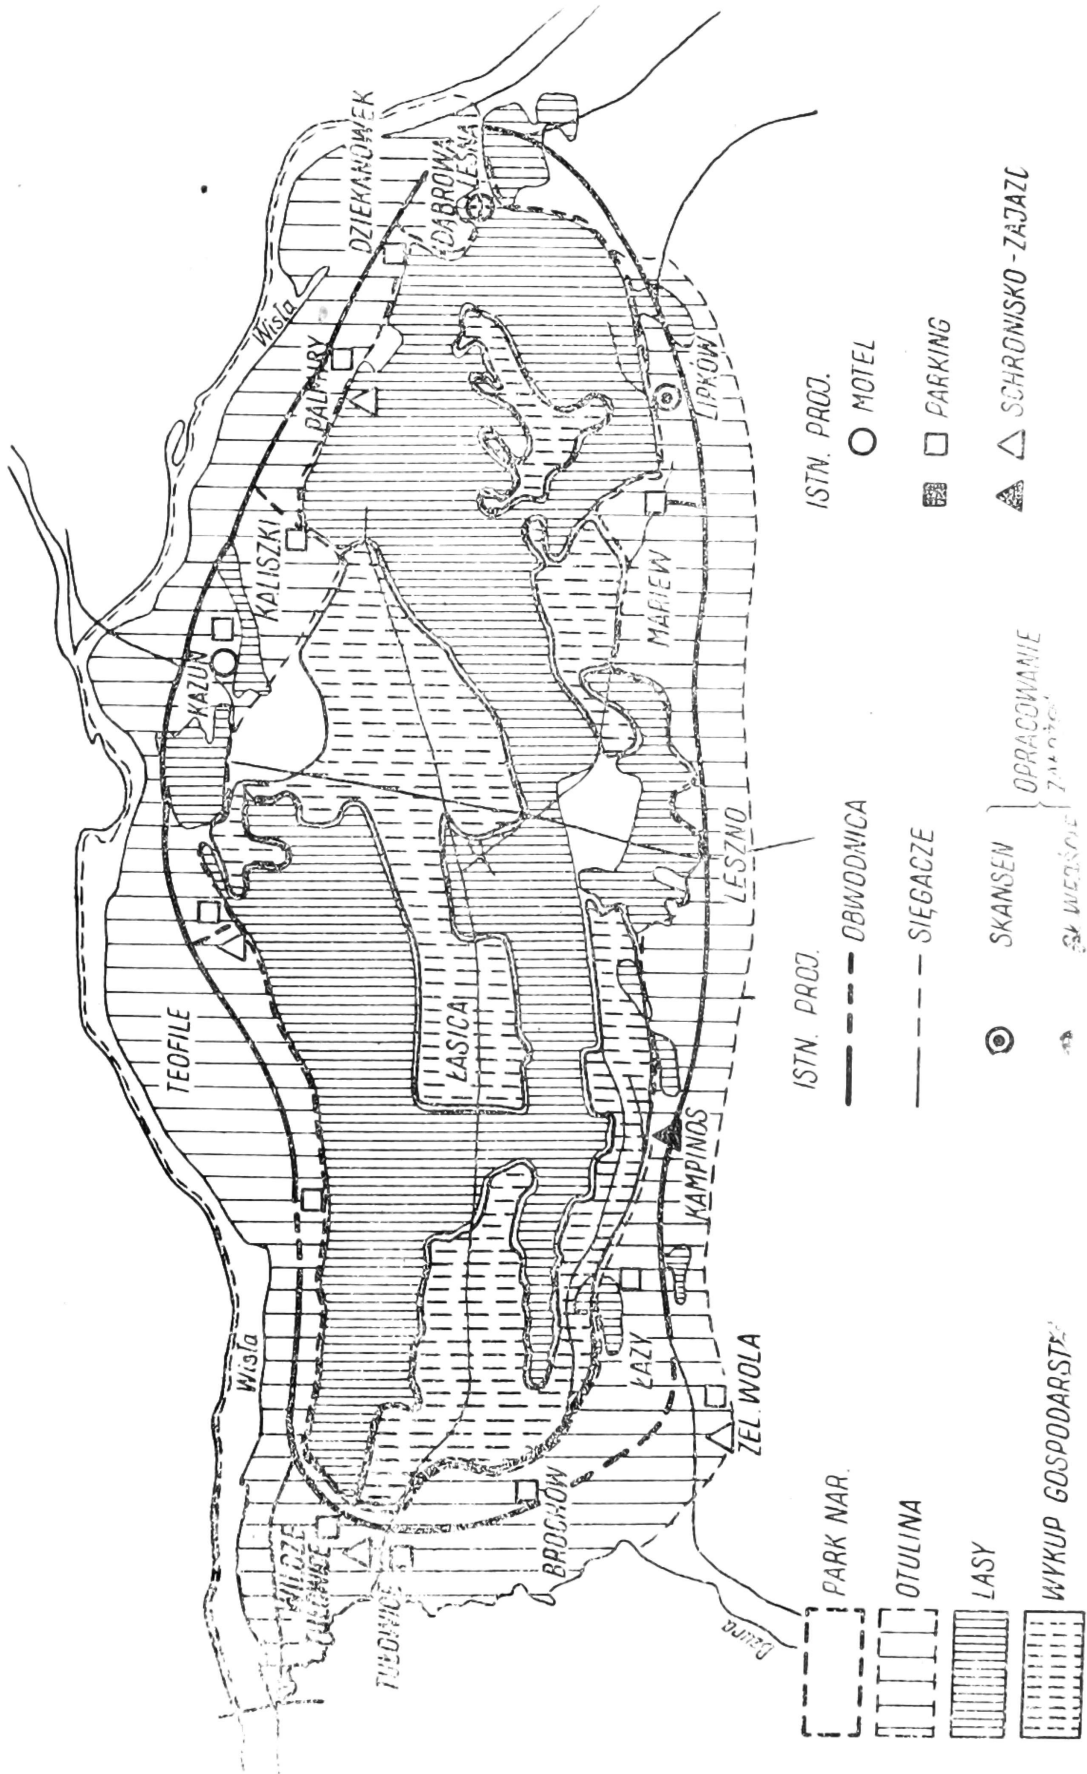 Wisła
Wisła
DZIEKANÓWEK
DĄBROWA
LEŚNA
PALMIRY
KALISZKI
KAZUŃ
TEOFILE
ŁASICA
WILCZE
TUŁOWICE
BROCHÓW
ŁAZY
ŻEL. WOLA
KAMPINOS
LESZNO
MARIEW
LIPKÓW
Bzura
PARK NAR.
OTULINA
LASY
WYKUP GOSPODARSTW
ISTN. PROJ.
OBWODNICA
SIĘGACZE
SKANSEN
OPRACOWANIE
ISTN. PROJ.
MOTEL
PARKING
SCHRONISKO - ZAJAZD